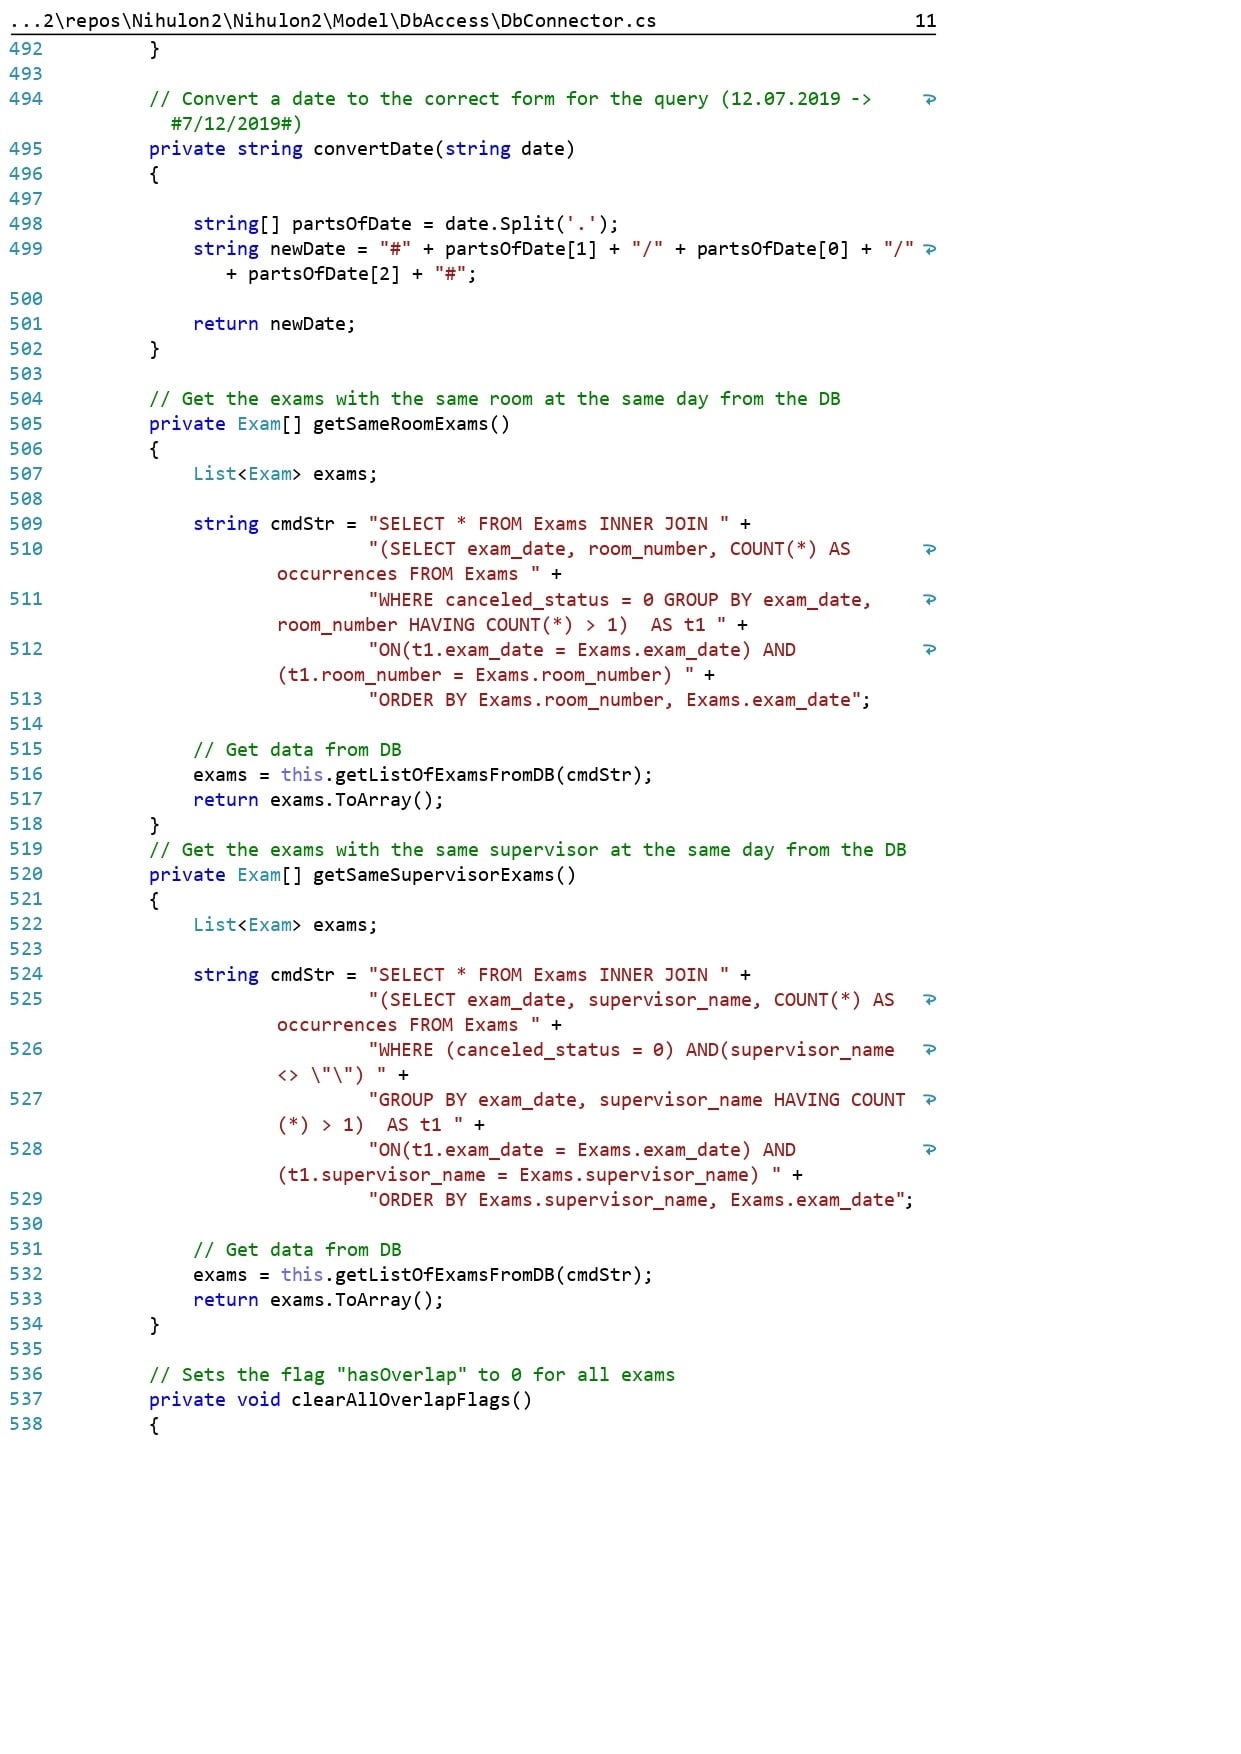 ...2\repos\Nihulon2\Nihulon2\Model\DbAccess\DbConnector.cs 11
492 }
493
494 // Convert a date to the correct form for the query (12.07.2019 ->
#7/12/2019#)
495 private string convertDate(string date)
496 {
497
498 string[] partsOfDate = date.Split('.');
499 string newDate = "#" + partsOfDate[1] + "/" + partsOfDate[0] + "/"
+ partsOfDate[2] + "#";
500
501 return newDate;
502 }
503
504 // Get the exams with the same room at the same day from the DB
505 private Exam[] getSameRoomExams()
506 {
507 List<Exam> exams;
508
509 string cmdStr = "SELECT * FROM Exams INNER JOIN " +
510 "(SELECT exam_date, room_number, COUNT(*) AS
occurrences FROM Exams " +
511 "WHERE canceled_status = 0 GROUP BY exam_date,
room_number HAVING COUNT(*) > 1)  AS t1 " +
512 "ON(t1.exam_date = Exams.exam_date) AND
(t1.room_number = Exams.room_number) " +
513 "ORDER BY Exams.room_number, Exams.exam_date";
514
515 // Get data from DB
516 exams = this.getListOfExamsFromDB(cmdStr);
517 return exams.ToArray();
518 }
519 // Get the exams with the same supervisor at the same day from the DB
520 private Exam[] getSameSupervisorExams()
521 {
522 List<Exam> exams;
523
524 string cmdStr = "SELECT * FROM Exams INNER JOIN " +
525 "(SELECT exam_date, supervisor_name, COUNT(*) AS
occurrences FROM Exams " +
526 "WHERE (canceled_status = 0) AND(supervisor_name
<> \"\") " +
527 "GROUP BY exam_date, supervisor_name HAVING COUNT
(*) > 1)  AS t1 " +
528 "ON(t1.exam_date = Exams.exam_date) AND
(t1.supervisor_name = Exams.supervisor_name) " +
529 "ORDER BY Exams.supervisor_name, Exams.exam_date";
530
531 // Get data from DB
532 exams = this.getListOfExamsFromDB(cmdStr);
533 return exams.ToArray();
534 }
535
536 // Sets the flag "hasOverlap" to 0 for all exams
537 private void clearAllOverlapFlags()
538 {